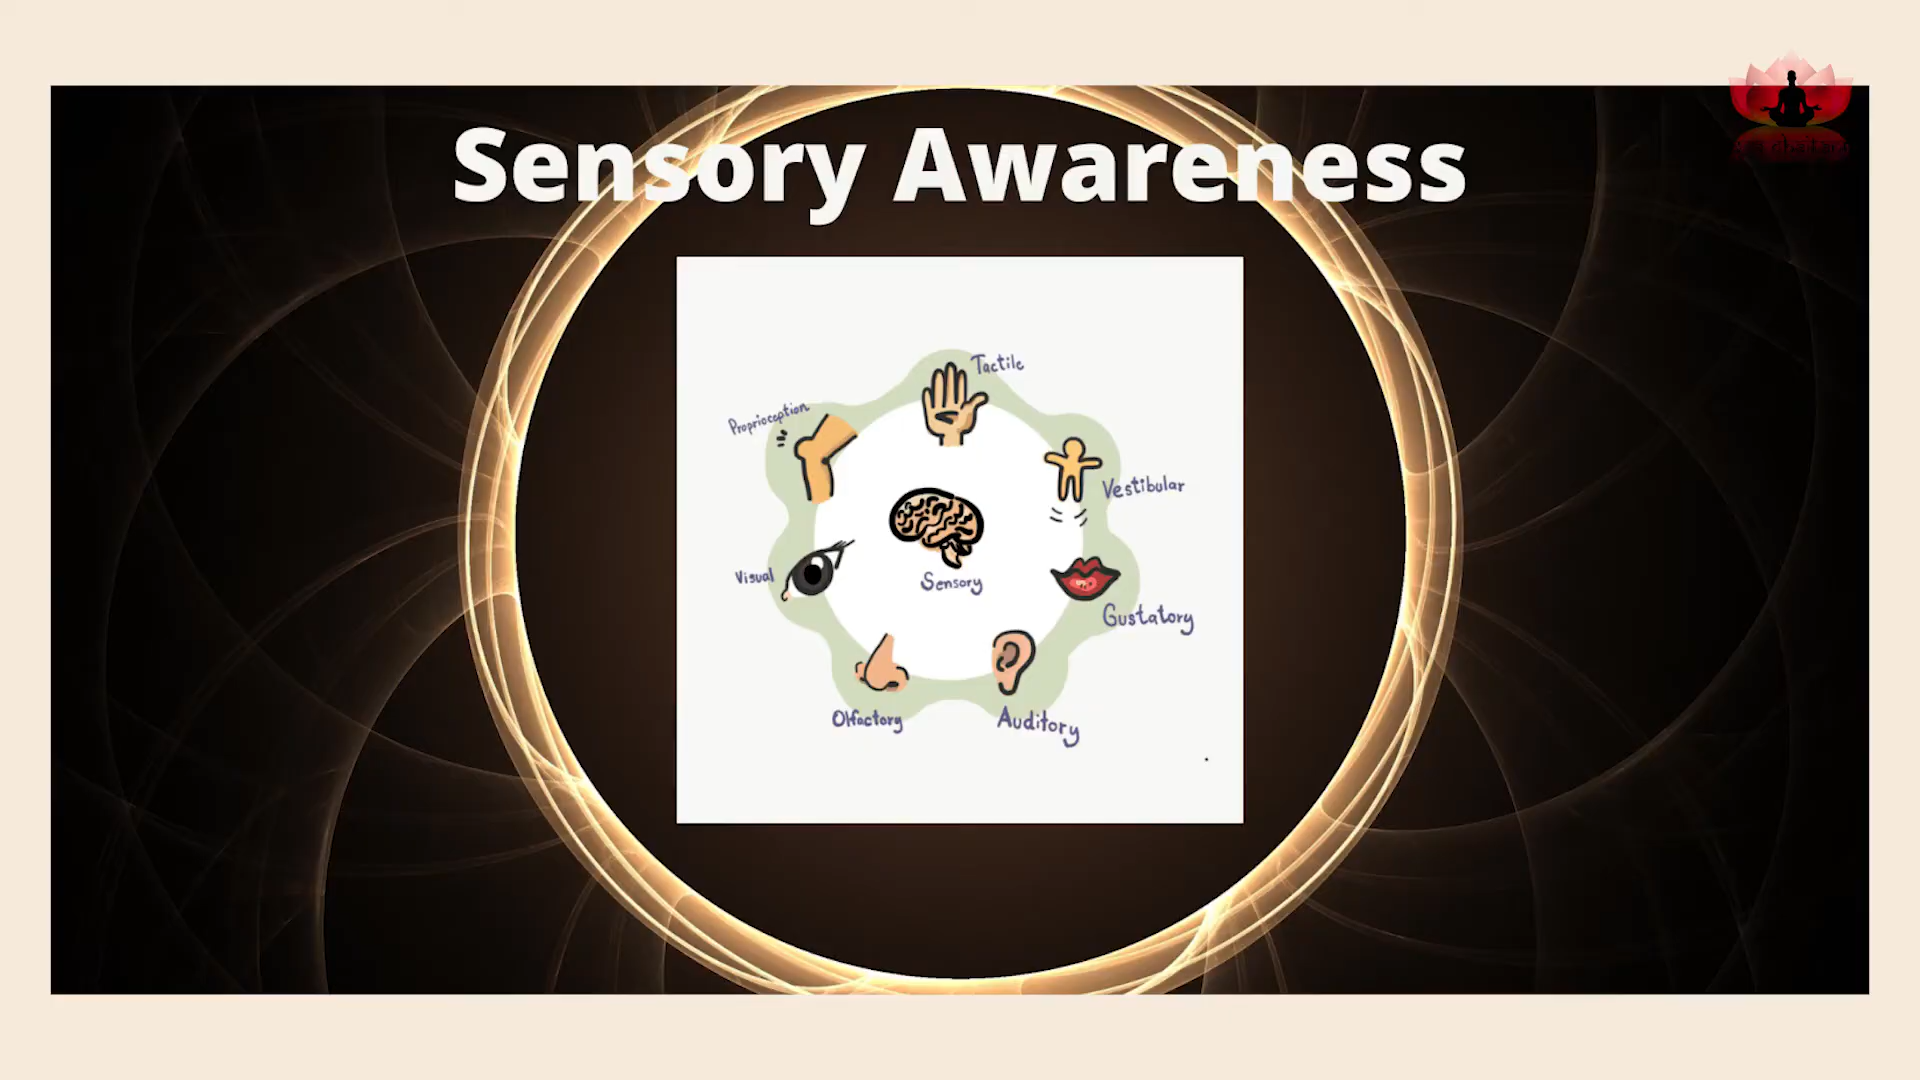 Sensory Awareness
Tactile
Proprioception
Vestibular
Visual
Sensory
Gustatory
Olfactory
Auditory